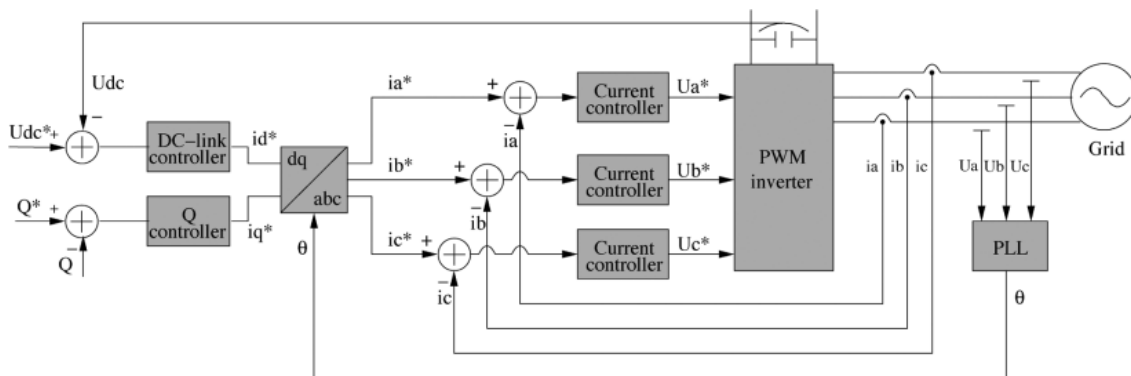 Udc
Udc*
+
−
DC−link
controller
id*
Q*
+
−
Q
Q
controller
iq*
dq
abc
θ
ia*
+
−
ia
Current
controller
Ua*
ib*
+
−
ib
Current
controller
Ub*
ic*
+
−
ic
Current
controller
Uc*
PWM
inverter
ia
ib
ic
Ua
Ub
Uc
Grid
PLL
θ